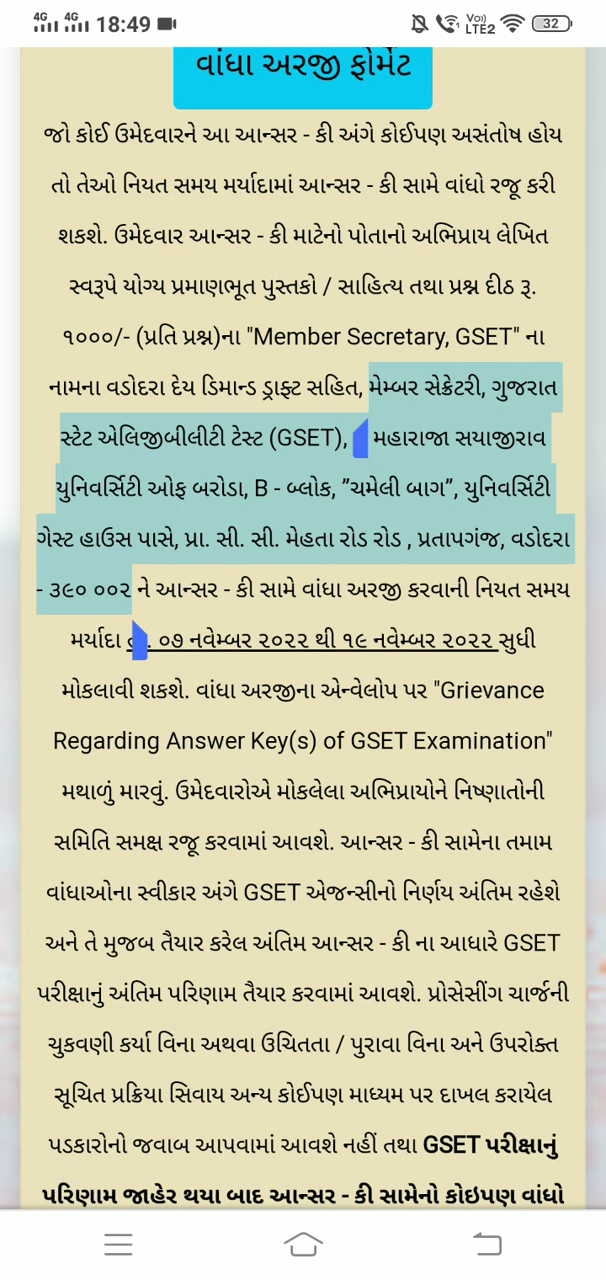 4G 4G 18:49 Vo)) LTE2 32
વાંધા અરજી ફોર્મેટ
જો કોઈ ઉમેદવારને આ આન્સર - કી અંગે કોઈપણ અસંતોષ હોય
તો તેઓ નિયત સમય મર્યાદામાં આન્સર - કી સામે વાંધો રજૂ કરી
શકશે. ઉમેદવાર આન્સર - કી માટેનો પોતાનો અભિપ્રાય લેખિત
સ્વરૂપે યોગ્ય પ્રમાણભૂત પુસ્તકો / સાહિત્ય તથા પ્રશ્ન દીઠ રૂ.
૧૦૦૦/- (પ્રતિ પ્રશ્ન)ના "Member Secretary, GSET" ના
નામના વડોદરા દેય ડિમાન્ડ ડ્રાફ્ટ સહિત, મેમ્બર સેક્રેટરી, ગુજરાત
સ્ટેટ એલિજીબીલીટી ટેસ્ટ (GSET), મહારાજા સયાજીરાવ
યુનિવર્સિટી ઓફ બરોડા, B - બ્લોક, ”ચમેલી બાગ”, યુનિવર્સિટી
ગેસ્ટ હાઉસ પાસે, પ્રા. સી. સી. મેહતા રોડ રોડ , પ્રતાપગંજ, વડોદરા
- ૩૯૦ ૦૦૨ ને આન્સર - કી સામે વાંધા અરજી કરવાની નિયત સમય
મર્યાદા ૦૭ નવેમ્બર ૨૦૨૨ થી ૧૯ નવેમ્બર ૨૦૨૨ સુધી
મોકલાવી શકશે. વાંધા અરજીના એન્વેલોપ પર "Grievance
Regarding Answer Key(s) of GSET Examination"
મથાળું મારવું. ઉમેદવારોએ મોકલેલા અભિપ્રાયોને નિષ્ણાતોની
સમિતિ સમક્ષ રજૂ કરવામાં આવશે. આન્સર - કી સામેના તમામ
વાંધાઓના સ્વીકાર અંગે GSET એજન્સીનો નિર્ણય અંતિમ રહેશે
અને તે મુજબ તૈયાર કરેલ અંતિમ આન્સર - કી ના આધારે GSET
પરીક્ષાનું અંતિમ પરિણામ તૈયાર કરવામાં આવશે. પ્રોસેસીંગ ચાર્જની
ચુકવણી કર્યા વિના અથવા ઉચિતતા / પુરાવા વિના અને ઉપરોક્ત
સૂચિત પ્રક્રિયા સિવાય અન્ય કોઈપણ માધ્યમ પર દાખલ કરાયેલ
પડકારોનો જવાબ આપવામાં આવશે નહીં તથા GSET પરીક્ષાનું
પરિણામ જાહેર થયા બાદ આન્સર - કી સામેનો કોઇપણ વાંધો